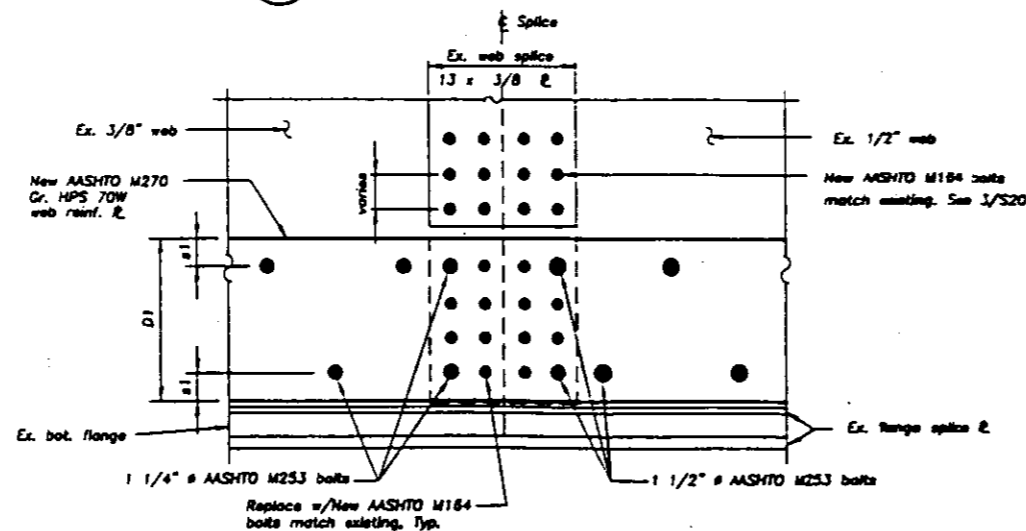 ℄ Splice
Ex. web splice
13 x 3/8 ℄
Ex. 3/8" web
Ex. 1/2" web
New AASHTO M270
Gr. HPS 70W
web reinf. ℄
varies
New AASHTO M164 bolts
match existing. See 3/S20
s1
D1
s1
Ex. bot. flange
Ex. flange splice ℄
1 1/4" ø AASHTO M253 bolts
1 1/2" ø AASHTO M253 bolts
Replace w/New AASHTO M164
bolts match existing, Typ.